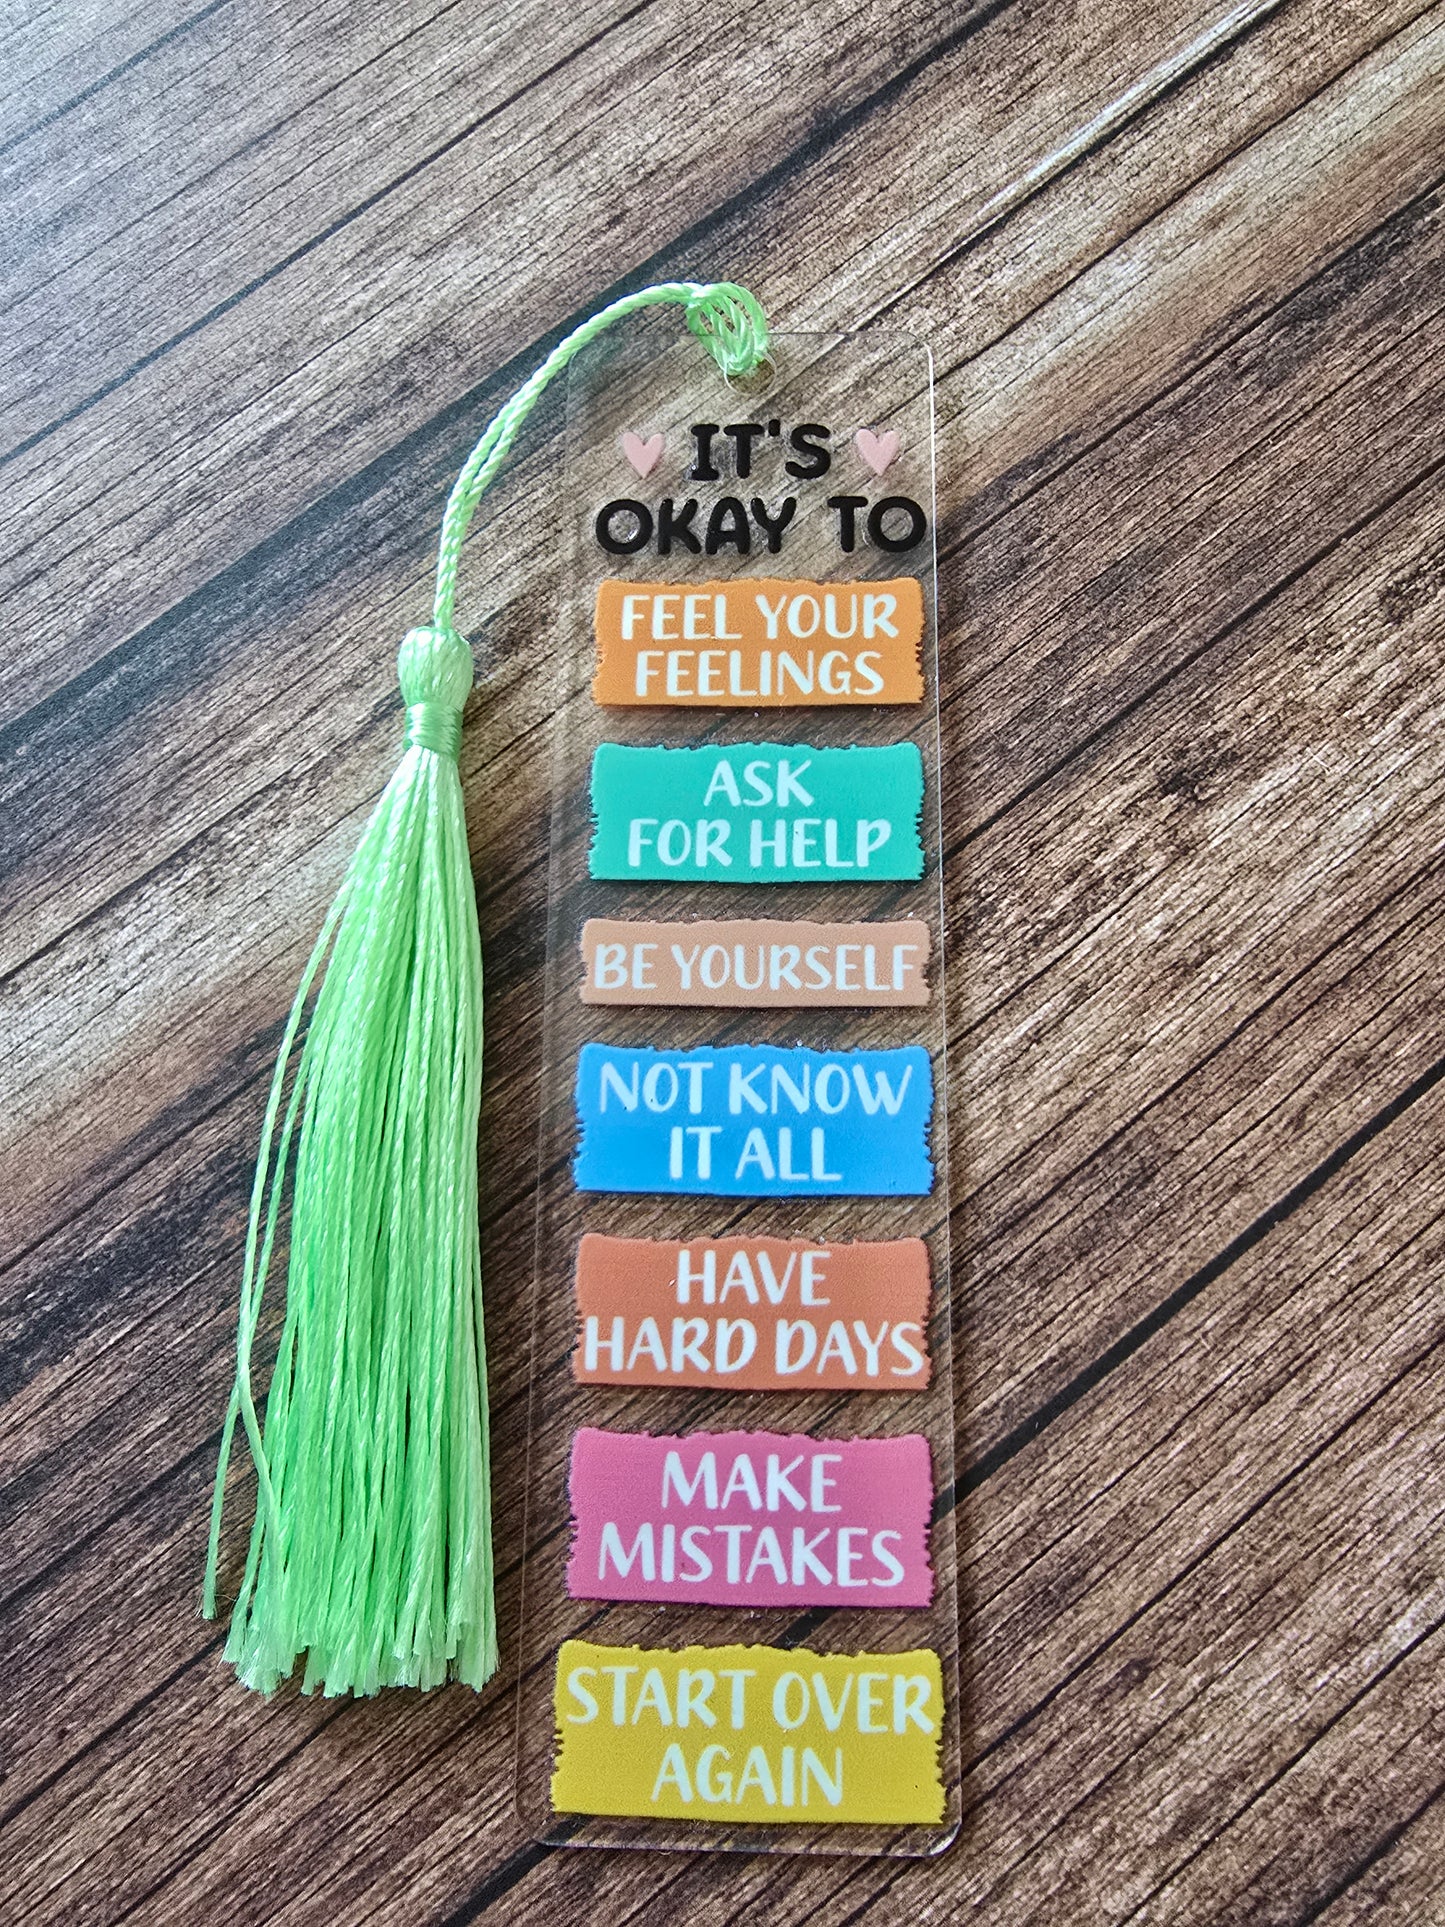 IT'S
OKAY TO
FEEL YOUR
FEELINGS
ASK
FOR HELP
BE YOURSELF
NOT KNOW
IT ALL
HAVE
HARD DAYS
MAKE
MISTAKES
START OVER
AGAIN